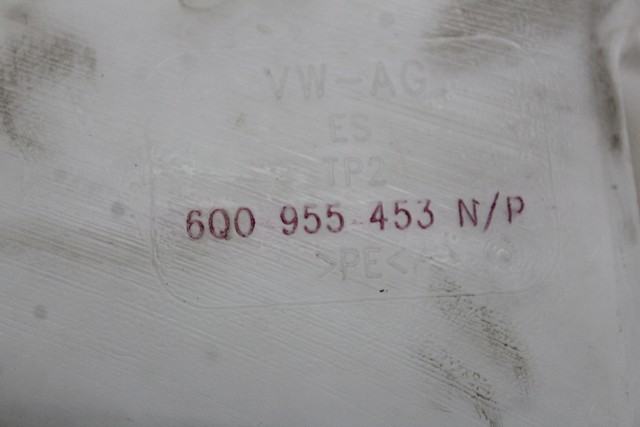 VW-AG
ES
TP2
6Q0 955 453 N/P
>PE<